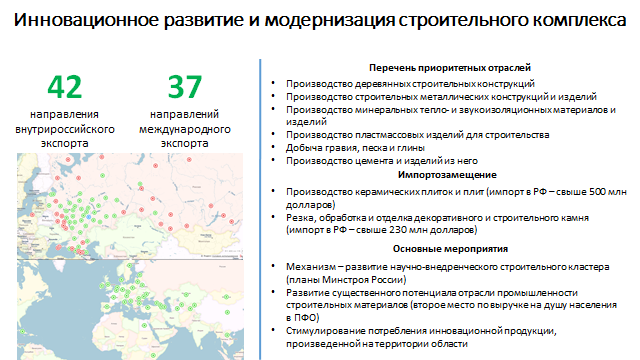 Инновационное развитие и модернизация строительного комплекса
42
направления
внутрироссийского
экспорта
37
направлений
международного
экспорта
Перечень приоритетных отраслей
• Производство деревянных строительных конструкций
• Производство строительных металлических конструкций и изделий
• Производство минеральных тепло- и звукоизоляционных материалов и
изделий
• Производство пластмассовых изделий для строительства
• Добыча гравия, песка и глины
• Производство цемента и изделий из него
Импортозамещение
• Производство керамических плиток и плит (импорт в РФ – свыше 500 млн
долларов)
• Резка, обработка и отделка декоративного и строительного камня
(импорт в РФ – свыше 230 млн долларов)
Основные мероприятия
• Механизм – развитие научно-внедренческого строительного кластера
(планы Минстроя России)
• Развитие существенного потенциала отрасли промышленности
строительных материалов (второе место по выручке на душу населения
в ПФО)
• Стимулирование потребления инновационной продукции,
произведенной на территории области